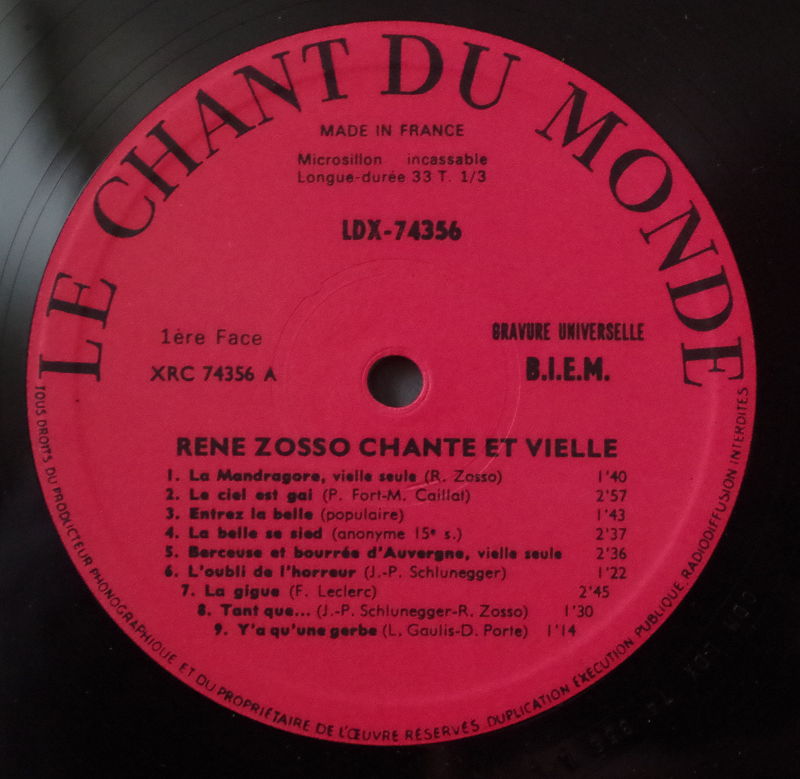 LE CHANT DU MONDE
MADE IN FRANCE
Microsillon incassable
Longue-durée 33 T. 1/3
LDX-74356
1ère Face
XRC 74356 A
GRAVURE UNIVERSELLE
B.I.E.M.
RENE ZOSSO CHANTE ET VIELLE
1. La Mandragore, vielle seule (R. Zosso) 1'40
2. Le ciel est gai (P. Fort-M. Caillat) 2'57
3. Entrez la belle (populaire) 1'43
4. La belle se sied (anonyme 15e s.) 2'37
5. Berceuse et bourrée d'Auvergne, vielle seule 2'36
6. L'oubli de l'horreur (J.-P. Schlunegger) 1'22
7. La gigue (F. Leclerc) 2'45
8. Tant que... (J.-P. Schlunegger-R. Zosso) 1'30
9. Y'a qu'une gerbe (L. Gaulis-D. Porte) 1'14
TOUS DROITS DU PRODUCTEUR PHONOGRAPHIQUE ET DU PROPRIÉTAIRE DE L'ŒUVRE RÉSERVÉS. DUPLICATION EXÉCUTION PUBLIQUE, RADIODIFFUSION INTERDITES